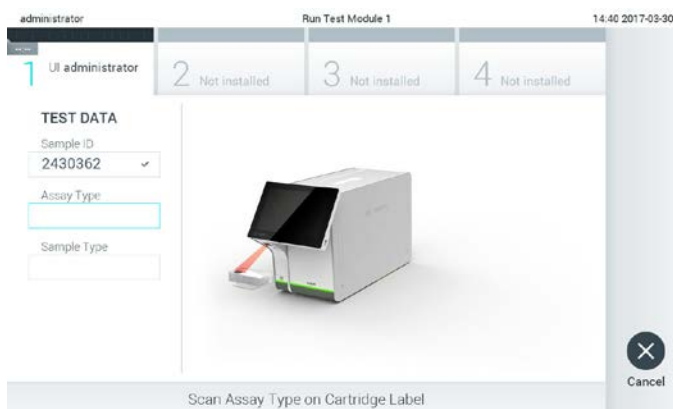 administrator Run Test Module 1 14:40 2017-03-30
--:--
1 UI administrator 2 Not installed 3 Not installed 4 Not installed
TEST DATA
Sample ID
2430362
Assay Type
Sample Type
Cancel
Scan Assay Type on Cartridge Label